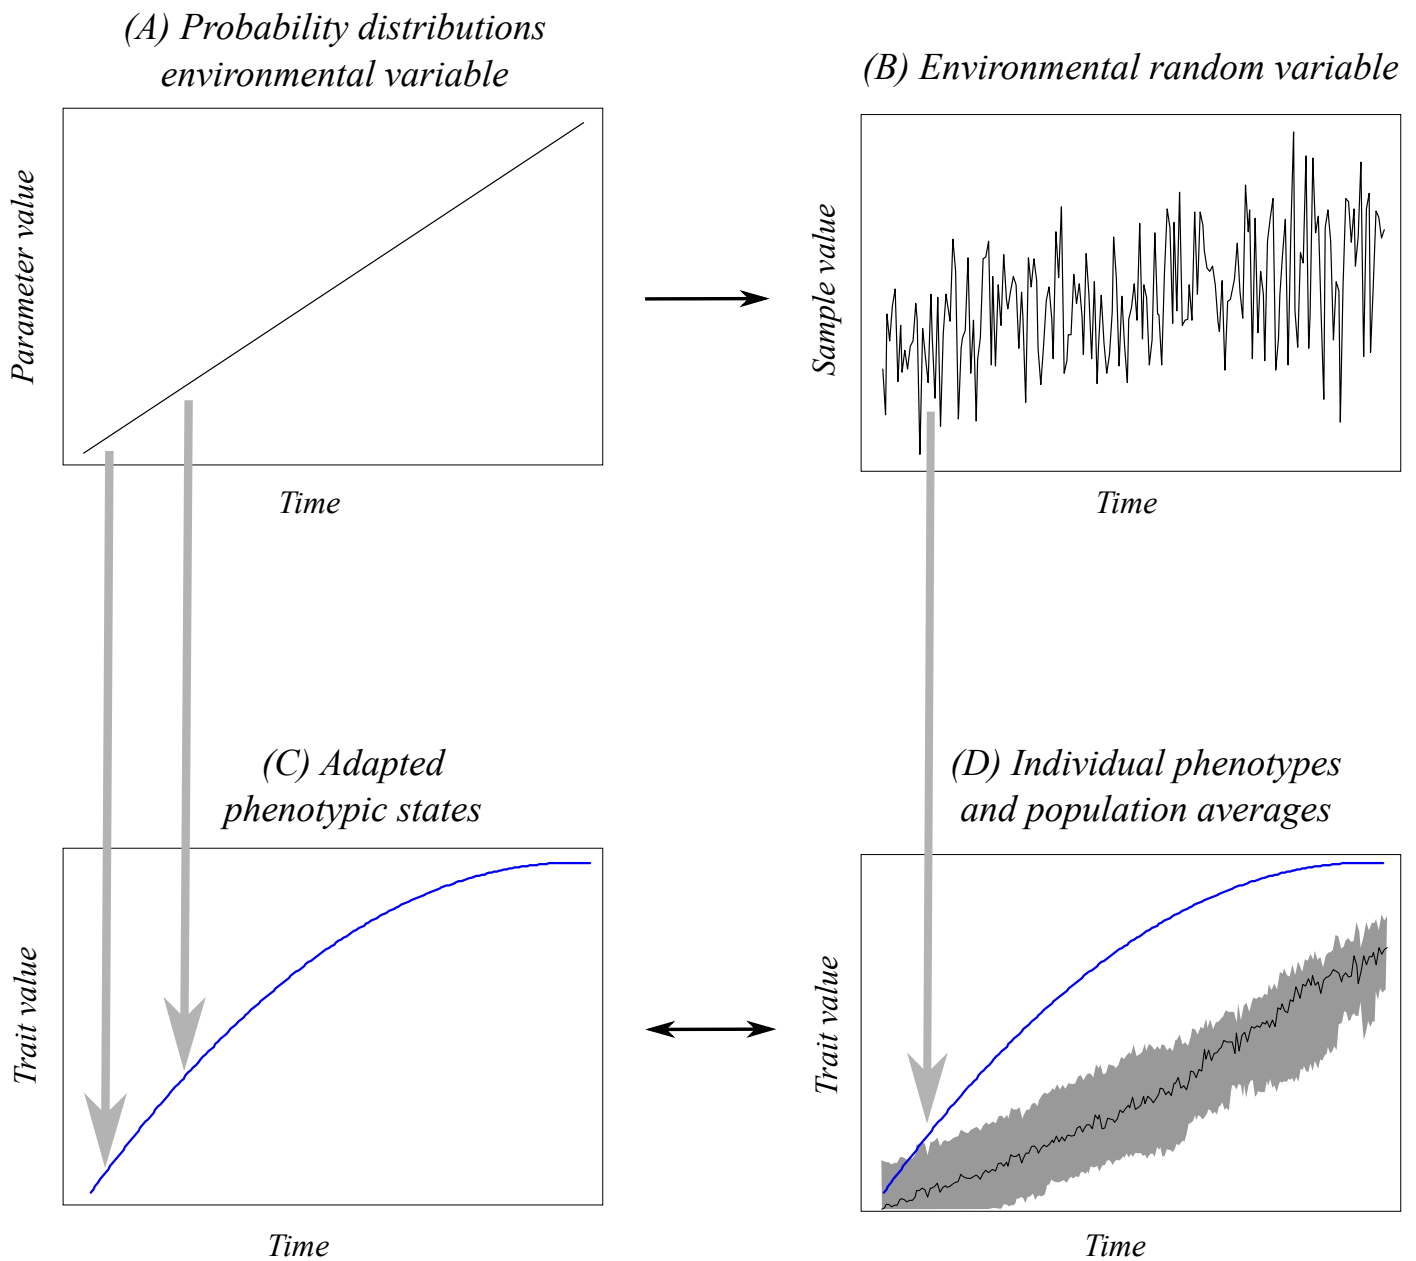 (A) Probability distributions
environmental variable
Parameter value
Time
(B) Environmental random variable
Sample value
Time
(C) Adapted
phenotypic states
Trait value
Time
(D) Individual phenotypes
and population averages
Trait value
Time